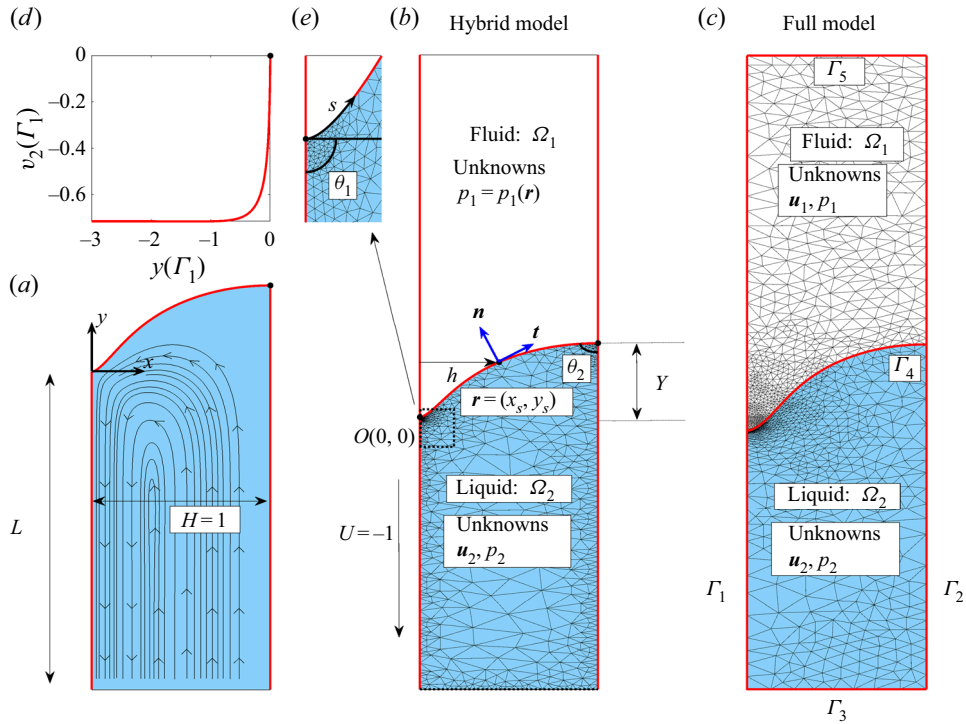 (d)
0
−0.2
−0.4
−0.6
v₂(Γ₁)
−3
−2
−1
0
y(Γ₁)
(e)
s
θ₁
(b)
Hybrid model
Fluid: Ω₁
Unknowns
p₁ = p₁(r)
n
t
h
θ₂
Y
r = (xₛ, yₛ)
O(0, 0)
Liquid: Ω₂
U = −1
Unknowns
u₂, p₂
(c)
Full model
Γ₅
Fluid: Ω₁
Unknowns
u₁, p₁
Γ₄
Liquid: Ω₂
Unknowns
u₂, p₂
Γ₁
Γ₂
Γ₃
(a)
y
x
L
H = 1